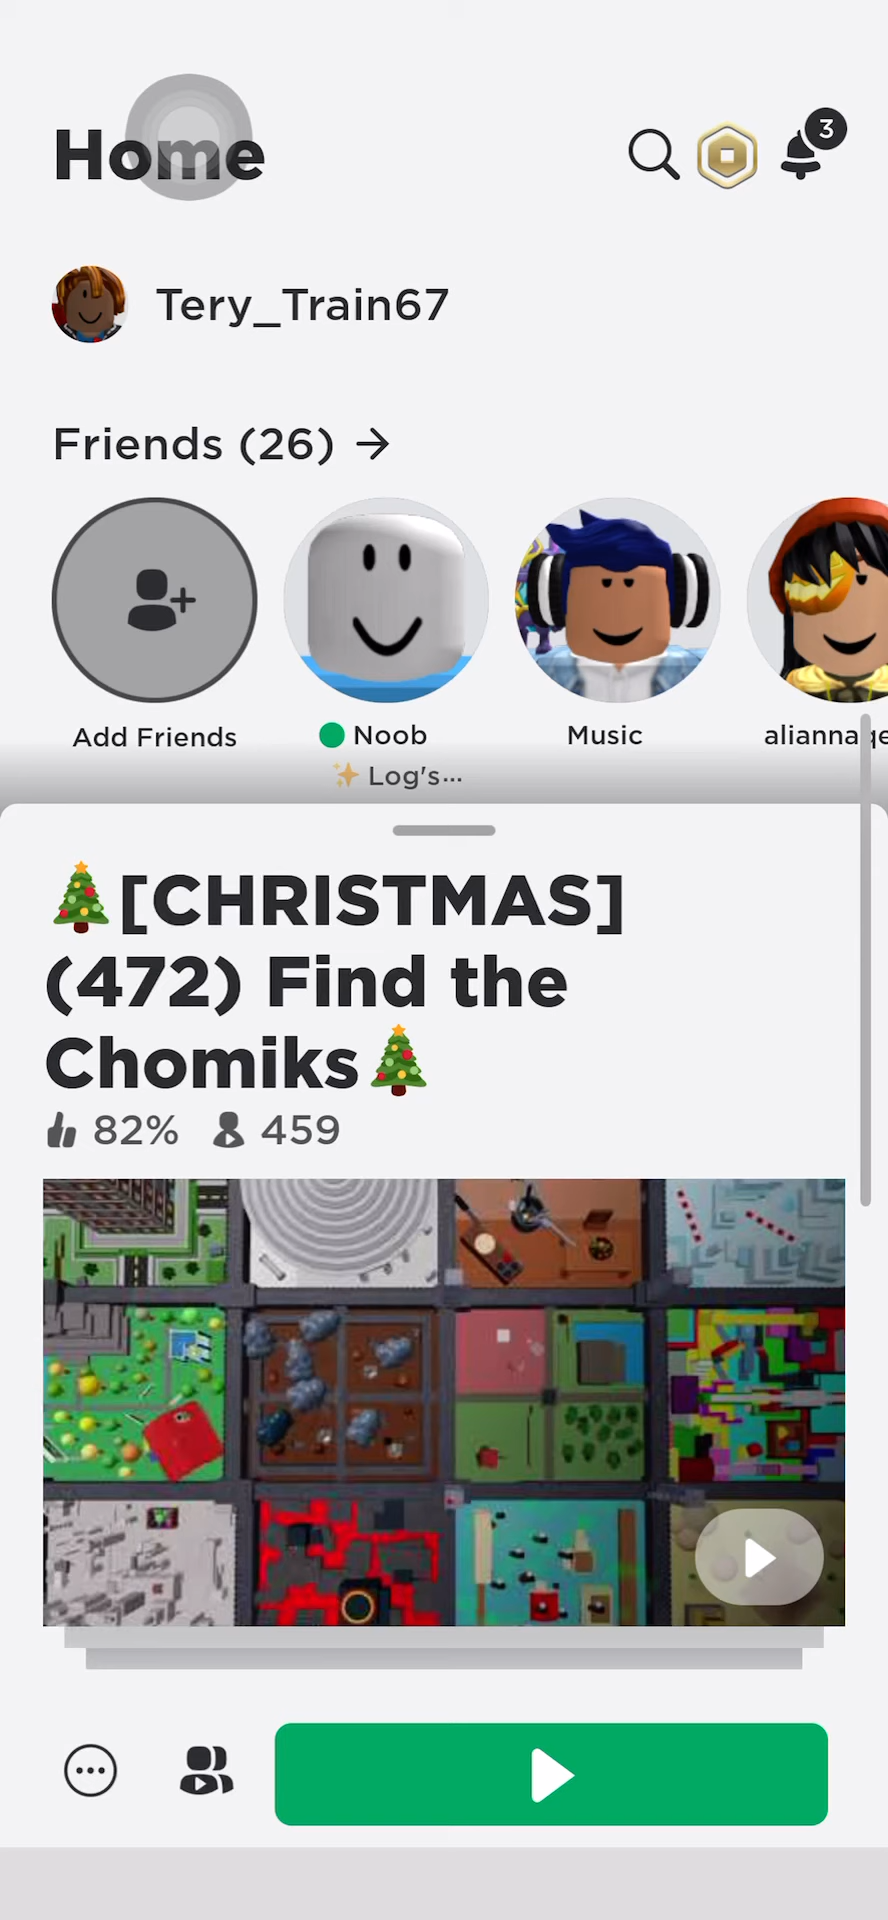 Home
3
Tery_Train67
Friends (26) →
Add Friends
Noob
Music
✨ Log's...
🎄[CHRISTMAS]
(472) Find the
Chomiks🎄
82% 459